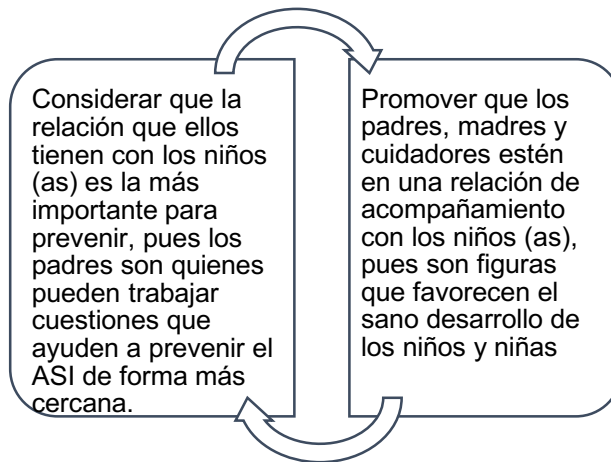 Considerar que la
relación que ellos
tienen con los niños
(as) es la más
importante para
prevenir, pues los
padres son quienes
pueden trabajar
cuestiones que
ayuden a prevenir el
ASI de forma más
cercana.
Promover que los
padres, madres y
cuidadores estén
en una relación de
acompañamiento
con los niños (as),
pues son figuras
que favorecen el
sano desarrollo de
los niños y niñas